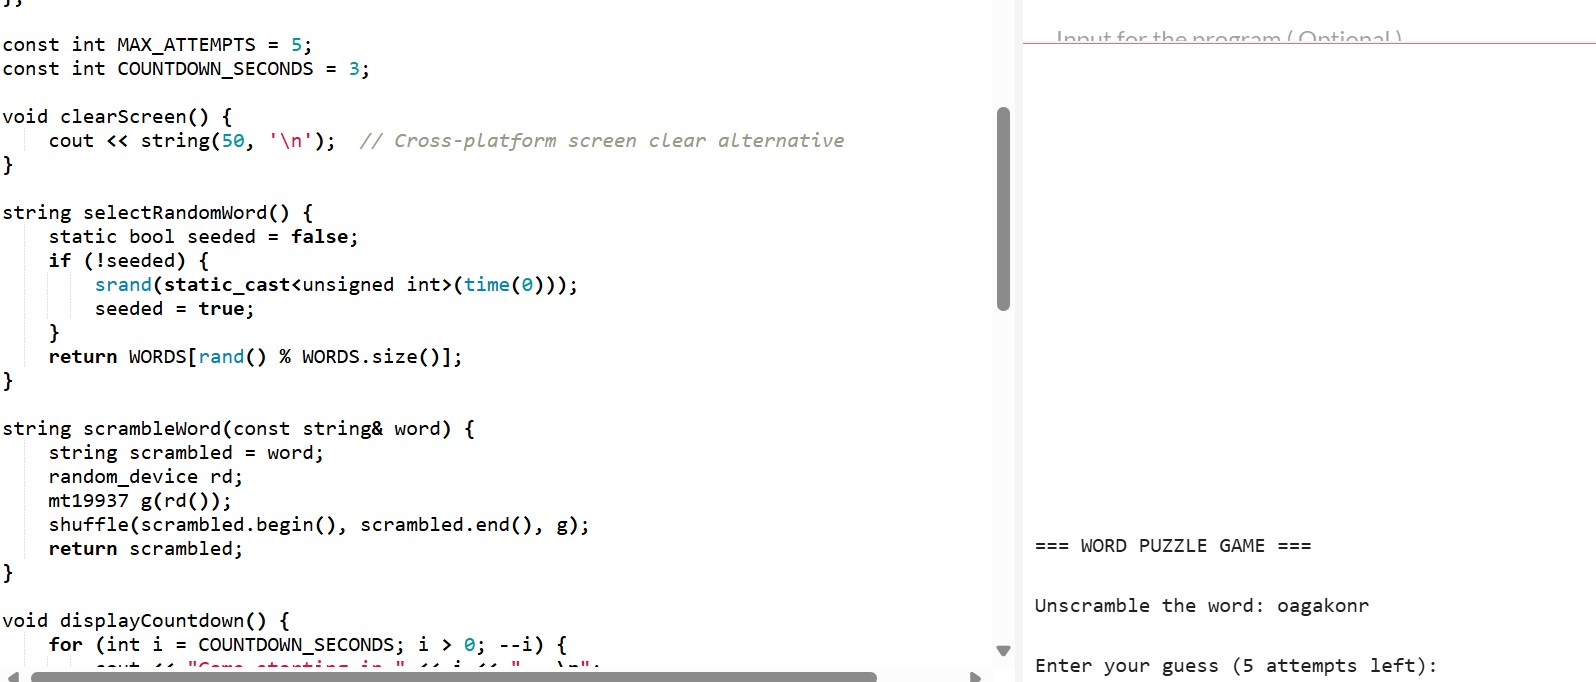 };
const int MAX_ATTEMPTS = 5;
const int COUNTDOWN_SECONDS = 3;
void clearScreen() {
    cout << string(50, '\n');  // Cross-platform screen clear alternative
}
string selectRandomWord() {
    static bool seeded = false;
    if (!seeded) {
        srand(static_cast<unsigned int>(time(0)));
        seeded = true;
    }
    return WORDS[rand() % WORDS.size()];
}
string scrambleWord(const string& word) {
    string scrambled = word;
    random_device rd;
    mt19937 g(rd());
    shuffle(scrambled.begin(), scrambled.end(), g);
    return scrambled;
}
void displayCountdown() {
    for (int i = COUNTDOWN_SECONDS; i > 0; --i) {
        cout << "Game starting in " << i << "...\n";
Input for the program ( Optional )
=== WORD PUZZLE GAME ===
Unscramble the word: oagakonr
Enter your guess (5 attempts left):